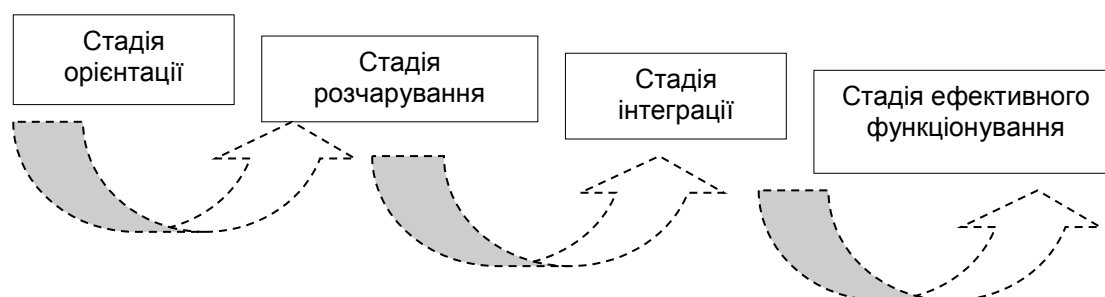 Стадія
орієнтації
Стадія
розчарування
Стадія
інтеграції
Стадія ефективного
функціонування